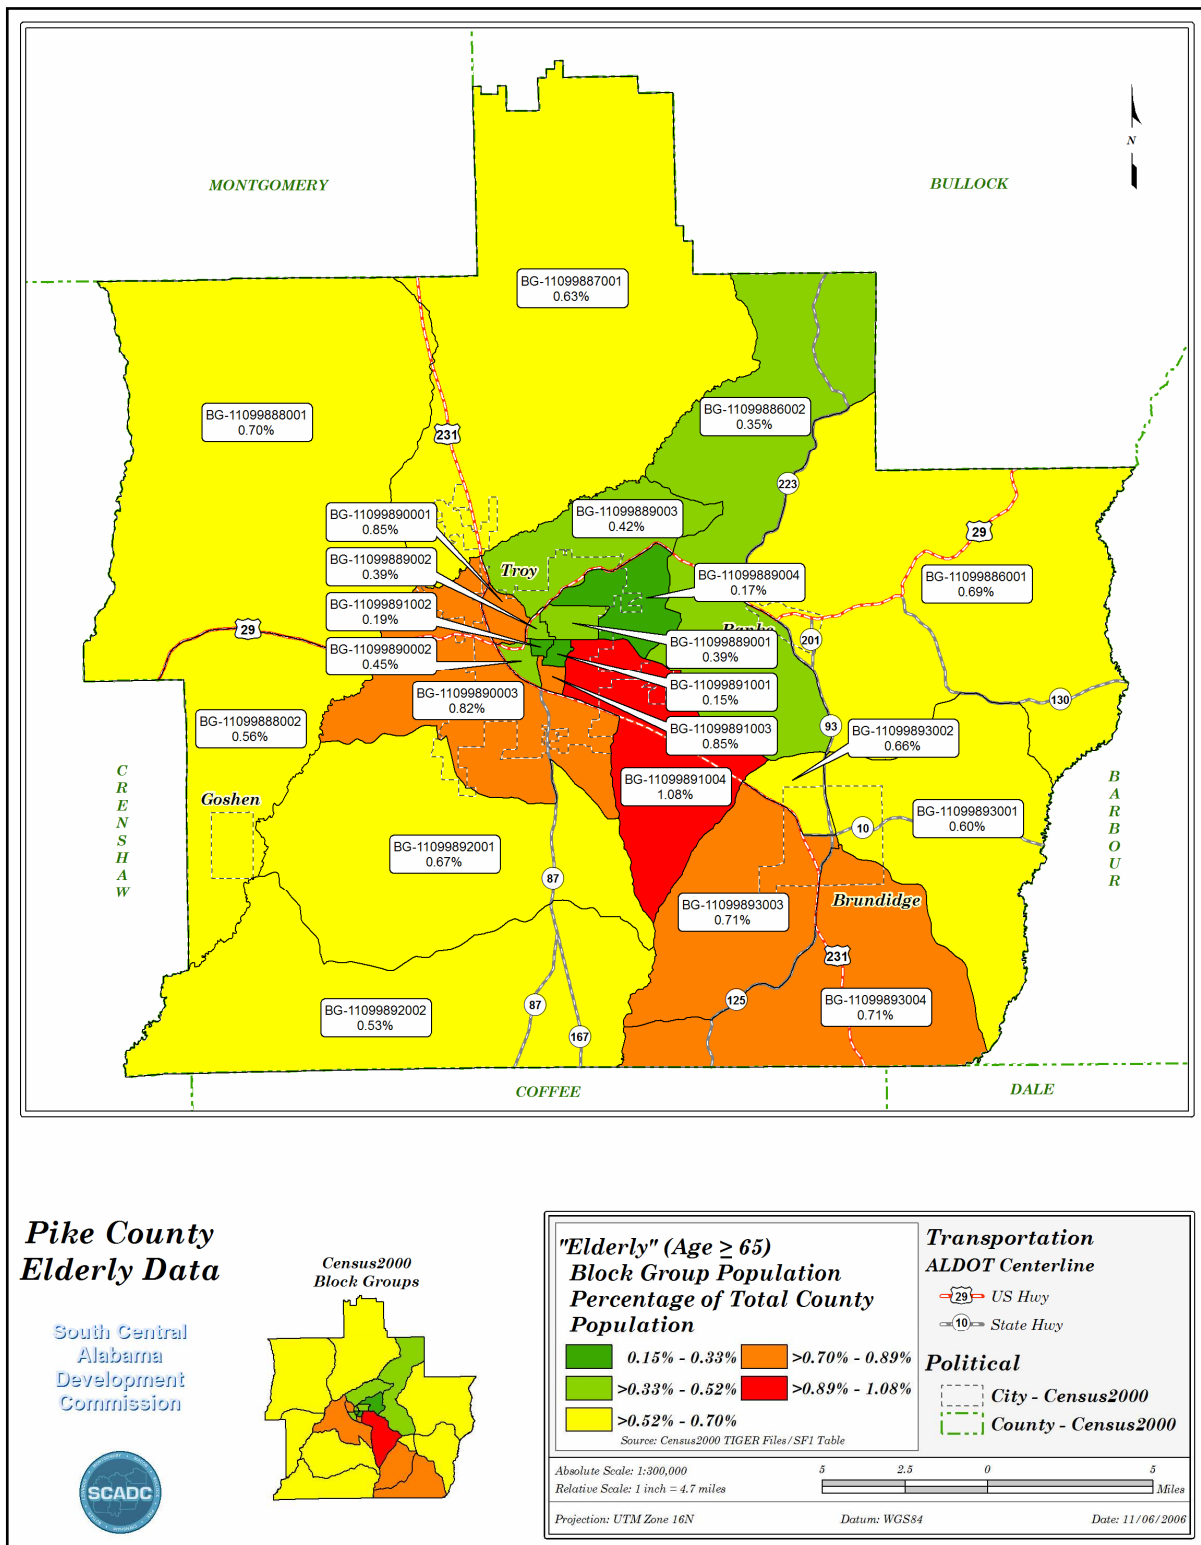 MONTGOMERY
BULLOCK
N
BG-11099887001
0.63%
BG-11099888001
0.70%
231
BG-11099886002
0.35%
223
BG-11099890001
0.85%
BG-11099889003
0.42%
29
BG-11099889002
0.39%
Troy
BG-11099889004
0.17%
BG-11099886001
0.69%
BG-11099891002
0.19%
29
201
BG-11099889001
0.39%
BG-11099890002
0.45%
BG-11099890003
0.82%
BG-11099891001
0.15%
130
BG-11099888002
0.56%
BG-11099891003
0.85%
93
BG-11099893002
0.66%
CRENSHAW
Goshen
BG-11099891004
1.08%
BARBOUR
BG-11099893001
0.60%
10
BG-11099892001
0.67%
87
BG-11099893003
0.71%
Brundidge
231
BG-11099892002
0.53%
87
125
BG-11099893004
0.71%
167
COFFEE
DALE
Pike County
Elderly Data
South Central
Alabama
Development
Commission
SCADC
Census2000
Block Groups
"Elderly" (Age ≥ 65)
Block Group Population
Percentage of Total County
Population
0.15% - 0.33%
>0.70% - 0.89%
>0.33% - 0.52%
>0.89% - 1.08%
>0.52% - 0.70%
Source: Census2000 TIGER Files/SF1 Table
Transportation
ALDOT Centerline
29 US Hwy
10 State Hwy
Political
City - Census2000
County - Census2000
Absolute Scale: 1:300,000
Relative Scale: 1 inch = 4.7 miles
5 2.5 0 5
Miles
Projection: UTM Zone 16N
Datum: WGS84
Date: 11/06/2006